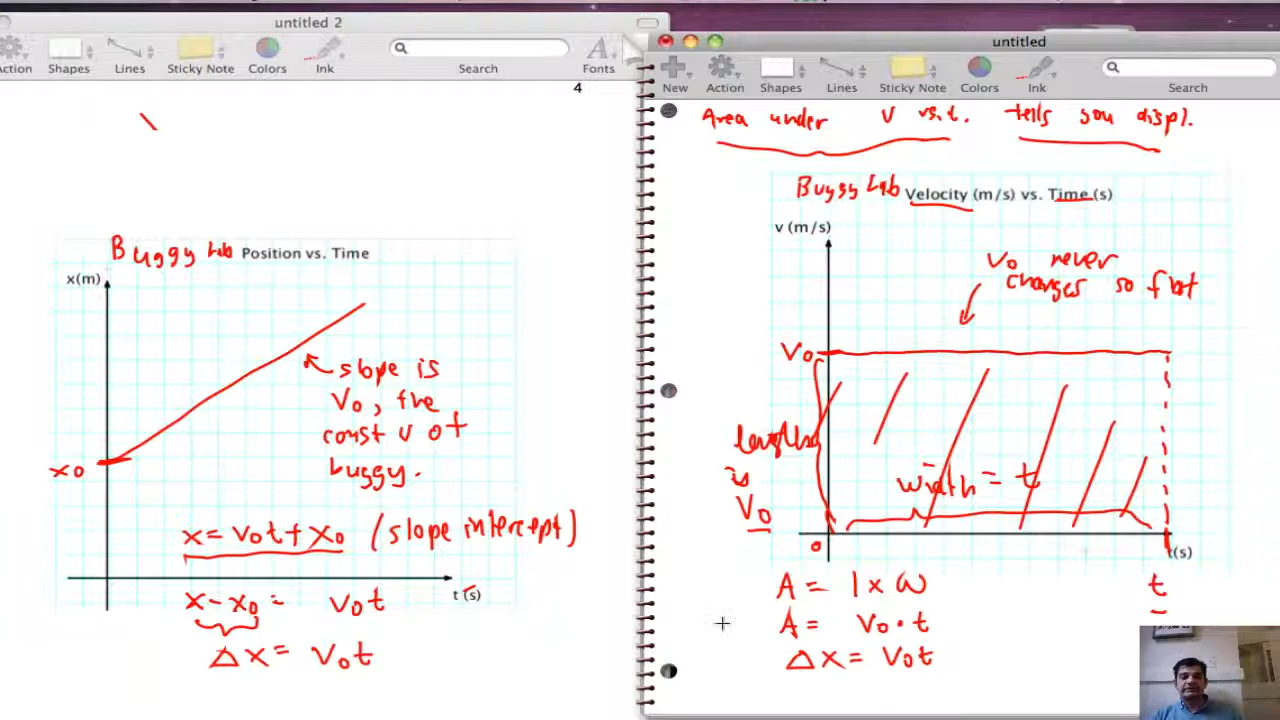 untitled 2
Action Shapes Lines Sticky Note Colors Ink Search Fonts
4
Buggy Lab Position vs. Time
x(m)
slope is
v0, the
const v of
buggy.
x0
x = v0t + x0 (slope intercept)
t (s)
x - x0 = v0t
Δx = v0t
untitled
New Action Shapes Lines Sticky Note Colors Ink Search
Area under v vs. t. tells you displ.
Buggy Lab Velocity (m/s) vs. Time (s)
v (m/s)
v0 never
changes so flat
v0
length
is
v0
width = t
0
t(s)
A = l x w
t
A = v0 · t
Δx = v0t